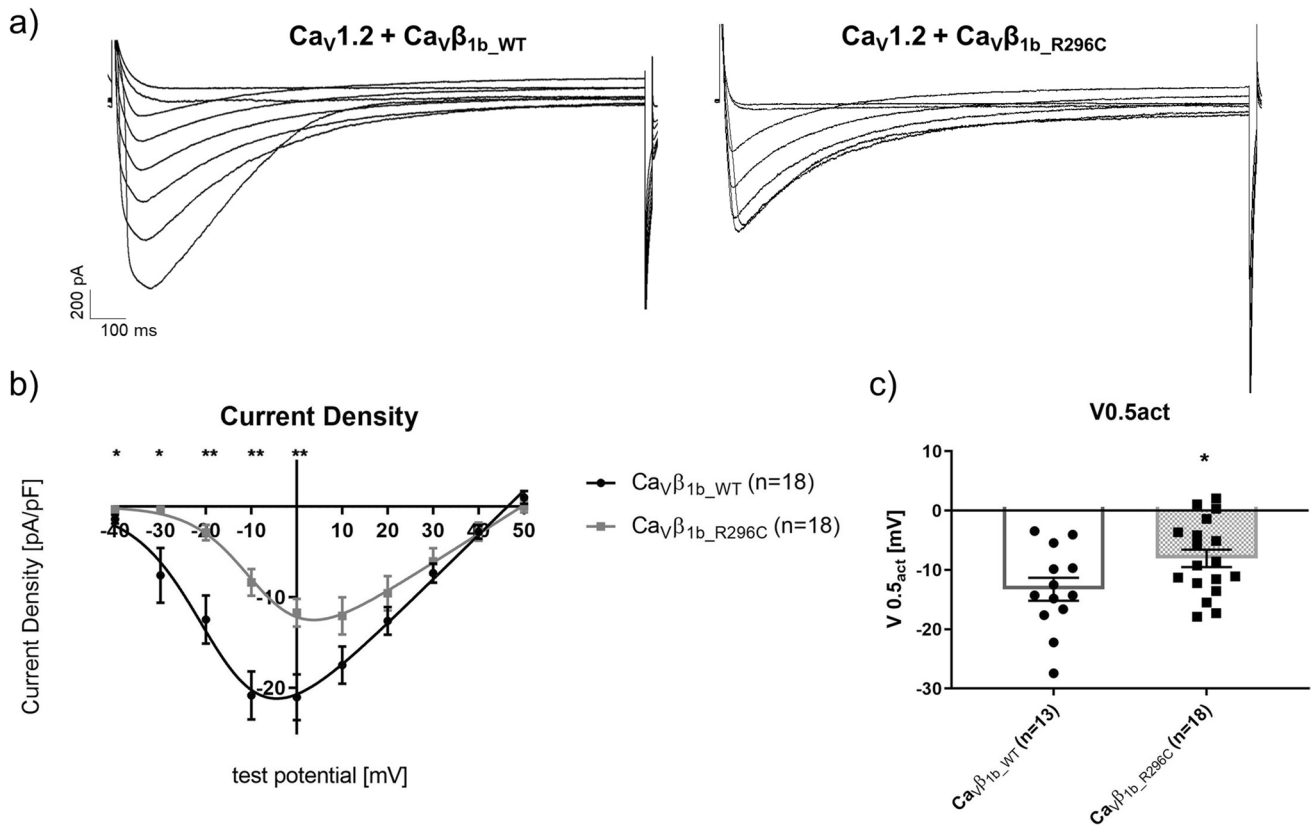 a)
CaV1.2 + CaVβ1b_WT
CaV1.2 + CaVβ1b_R296C
200 pA
100 ms
b)
Current Density
* * ** ** **
Current Density [pA/pF]
-40 -30 -20 -10 0 10 20 30 40 50
-10
-20
test potential [mV]
CaVβ1b_WT (n=18)
CaVβ1b_R296C (n=18)
c)
V0.5act
*
V 0.5act [mV]
10
0
-10
-20
-30
CaVβ1b_WT (n=13)
CaVβ1b_R296C (n=18)